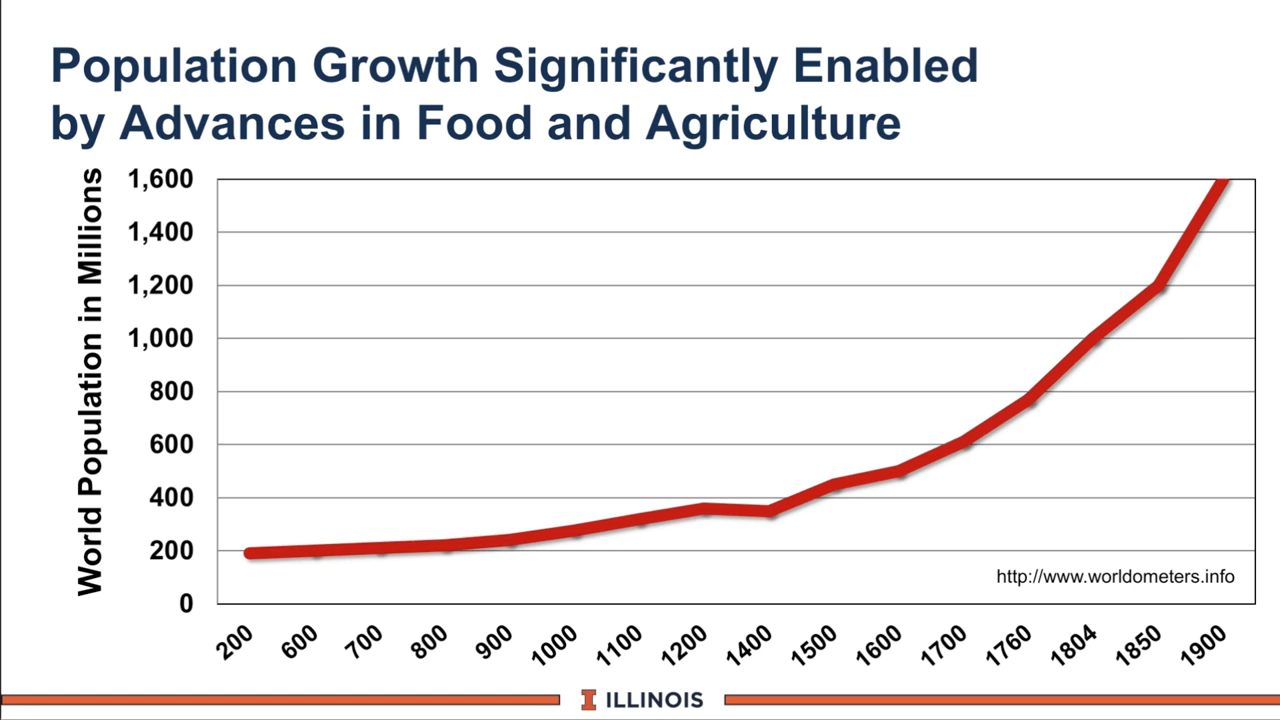 Population Growth Significantly Enabled
by Advances in Food and Agriculture
World Population in Millions
1,600
1,400
1,200
1,000
800
600
400
200
0
http://www.worldometers.info
200 600 700 800 900 1000 1100 1200 1400 1500 1600 1700 1760 1804 1850 1900
I ILLINOIS